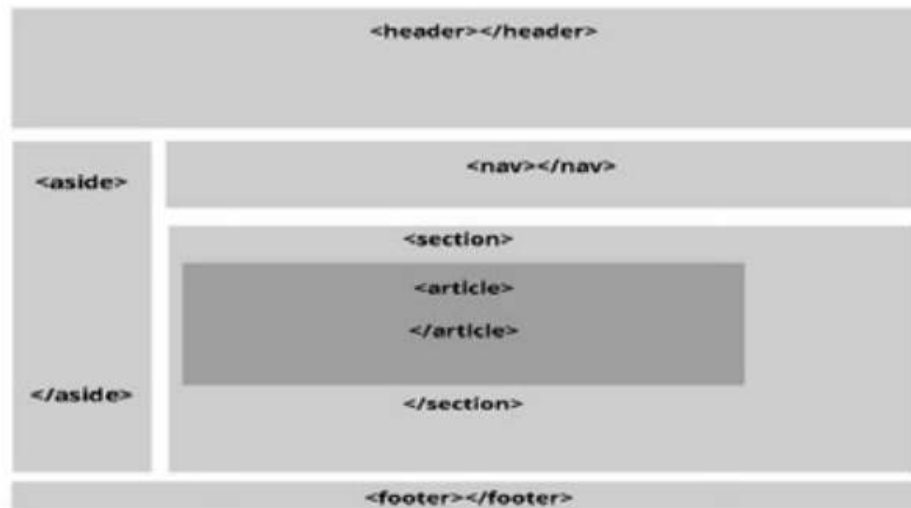 <header></header>
<aside>
</aside>
<nav></nav>
<section>
<article>
</article>
</section>
<footer></footer>